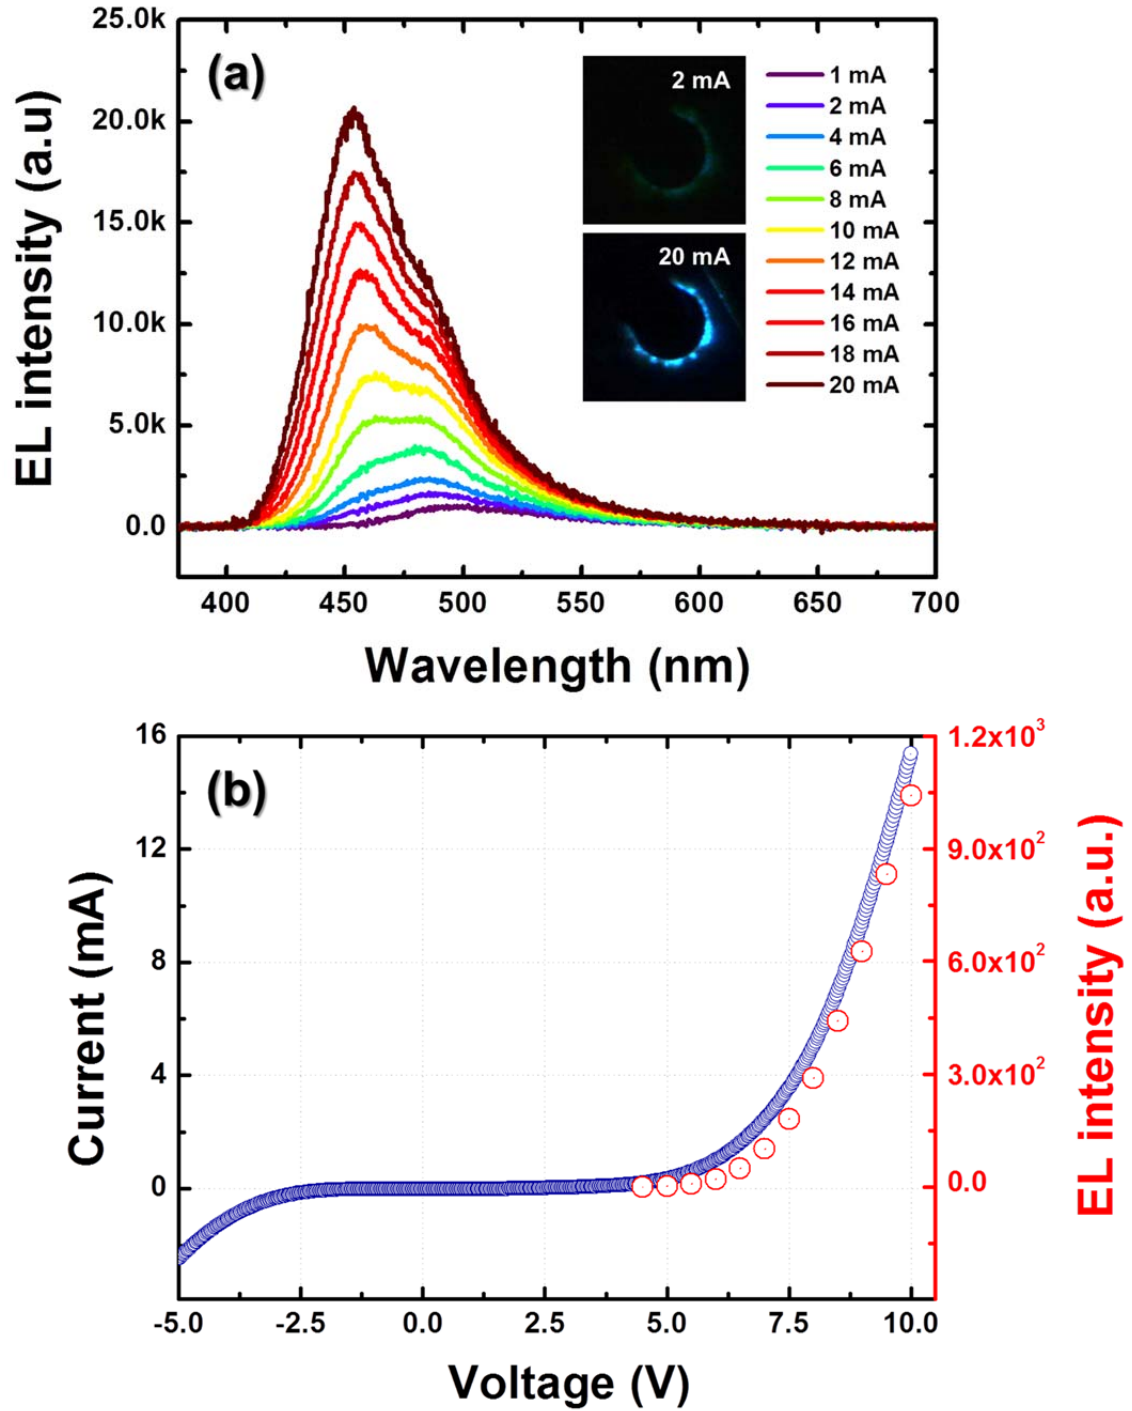 (a)
EL intensity (a.u)
25.0k
20.0k
15.0k
10.0k
5.0k
0.0
2 mA
20 mA
1 mA
2 mA
4 mA
6 mA
8 mA
10 mA
12 mA
14 mA
16 mA
18 mA
20 mA
400 450 500 550 600 650 700
Wavelength (nm)
(b)
Current (mA)
16
12
8
4
0
1.2x10³
9.0x10²
6.0x10²
3.0x10²
0.0
EL intensity (a.u.)
-5.0 -2.5 0.0 2.5 5.0 7.5 10.0
Voltage (V)